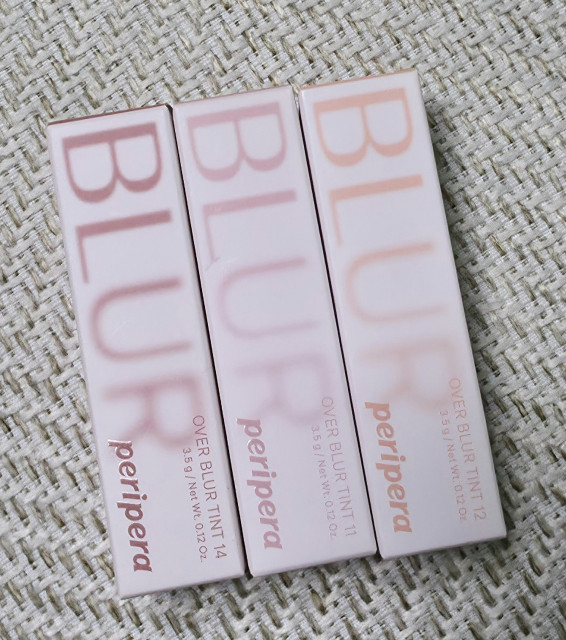 BLUR
OVER BLUR TINT 14
3.5 g / Net Wt. 0.12 Oz.
peripera
BLUR
OVER BLUR TINT 11
3.5 g / Net Wt. 0.12 Oz.
peripera
BLUR
OVER BLUR TINT 12
3.5 g / Net Wt. 0.12 Oz.
peripera